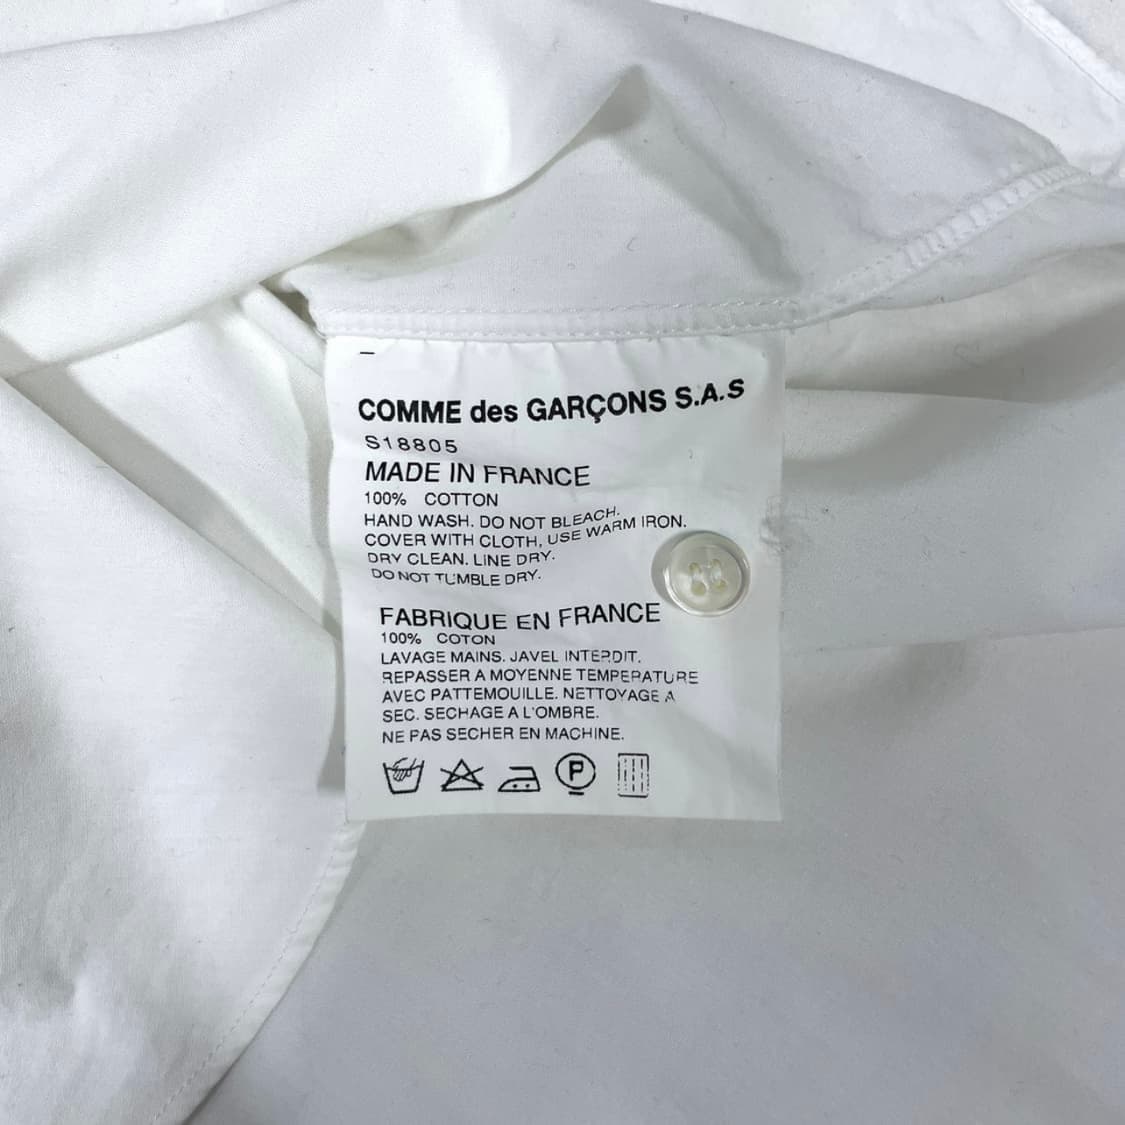 COMME des GARÇONS S.A.S
S18805
MADE IN FRANCE
100% COTTON
HAND WASH. DO NOT BLEACH.
COVER WITH CLOTH, USE WARM IRON.
DRY CLEAN. LINE DRY.
DO NOT TUMBLE DRY.
FABRIQUE EN FRANCE
100% COTON
LAVAGE MAINS. JAVEL INTERDIT.
REPASSER A MOYENNE TEMPERATURE
AVEC PATTEMOUILLE. NETTOYAGE A
SEC. SECHAGE A L'OMBRE.
NE PAS SECHER EN MACHINE.
P